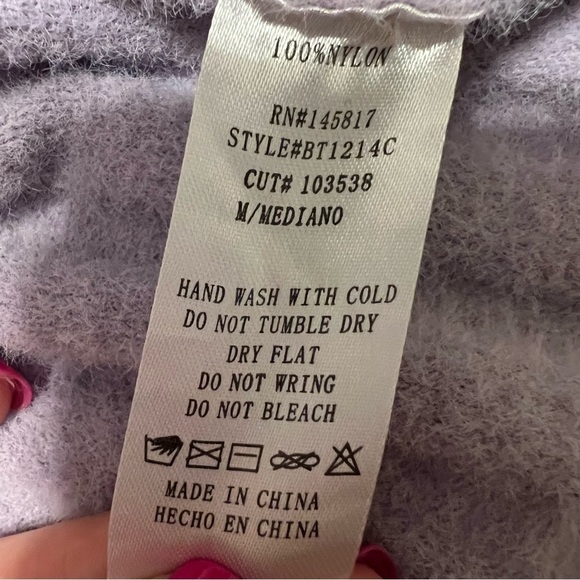 100%NYLON
RN#145817
STYLE#BT1214C
CUT# 103538
M/MEDIANO
HAND WASH WITH COLD
DO NOT TUMBLE DRY
DRY FLAT
DO NOT WRING
DO NOT BLEACH
MADE IN CHINA
HECHO EN CHINA